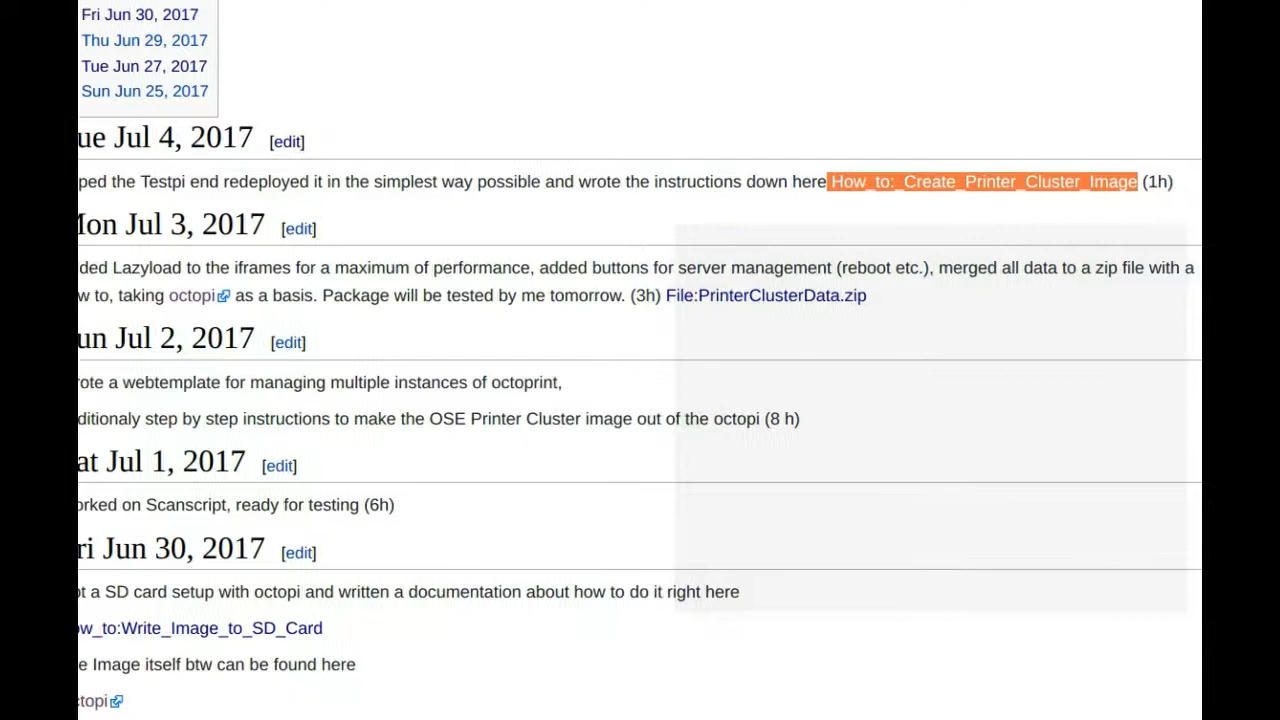 Fri Jun 30, 2017
Thu Jun 29, 2017
Tue Jun 27, 2017
Sun Jun 25, 2017
ue Jul 4, 2017 [edit]
ped the Testpi end redeployed it in the simplest way possible and wrote the instructions down here How_to:_Create_Printer_Cluster_Image (1h)
Mon Jul 3, 2017 [edit]
ded Lazyload to the iframes for a maximum of performance, added buttons for server management (reboot etc.), merged all data to a zip file with a
w to, taking octopi as a basis. Package will be tested by me tomorrow. (3h) File:PrinterClusterData.zip
un Jul 2, 2017 [edit]
rote a webtemplate for managing multiple instances of octoprint,
ditionaly step by step instructions to make the OSE Printer Cluster image out of the octopi (8 h)
at Jul 1, 2017 [edit]
orked on Scanscript, ready for testing (6h)
ri Jun 30, 2017 [edit]
ot a SD card setup with octopi and written a documentation about how to do it right here
ow_to:Write_Image_to_SD_Card
e Image itself btw can be found here
ctopi